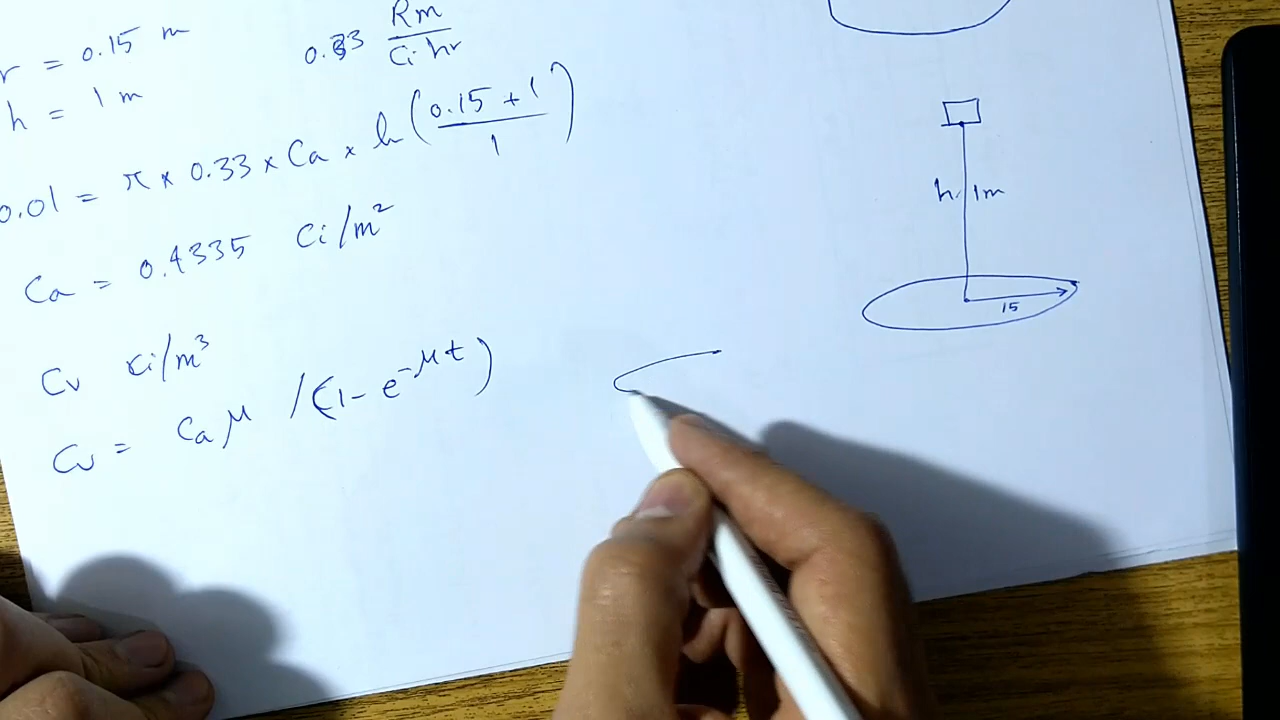 r = 0.15 m
0.33 Rm / Ci hr
h = 1 m
0.01 = π × 0.33 × Ca × ln(0.15 + 1 / 1)
Ca = 0.4335 Ci/m²
Cv Ci/m³
Cv = Ca μ /(1- e^-μt)
h. 1m
15